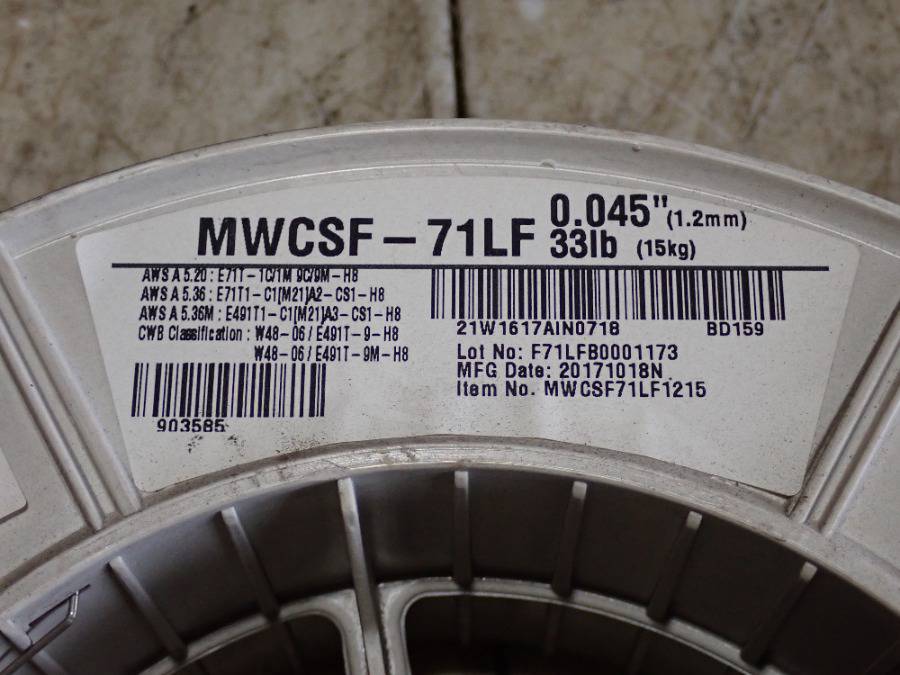 MWCSF-71LF 0.045" (1.2mm)
33lb (15kg)
AWS A 5.20 : E71T-1C/1M 9C/9M-H8
AWS A 5.36 : E71T1-C1[M21]A2-CS1-H8
AWS A 5.36M : E491T1-C1[M21]A3-CS1-H8
CWB Classification : W48-06 / E491T-9-H8
W48-06 / E491T-9M-H8
903585
21W1617AIN0718 BD159
Lot No: F71LFB0001173
MFG Date: 20171018N
Item No. MWCSF71LF1215